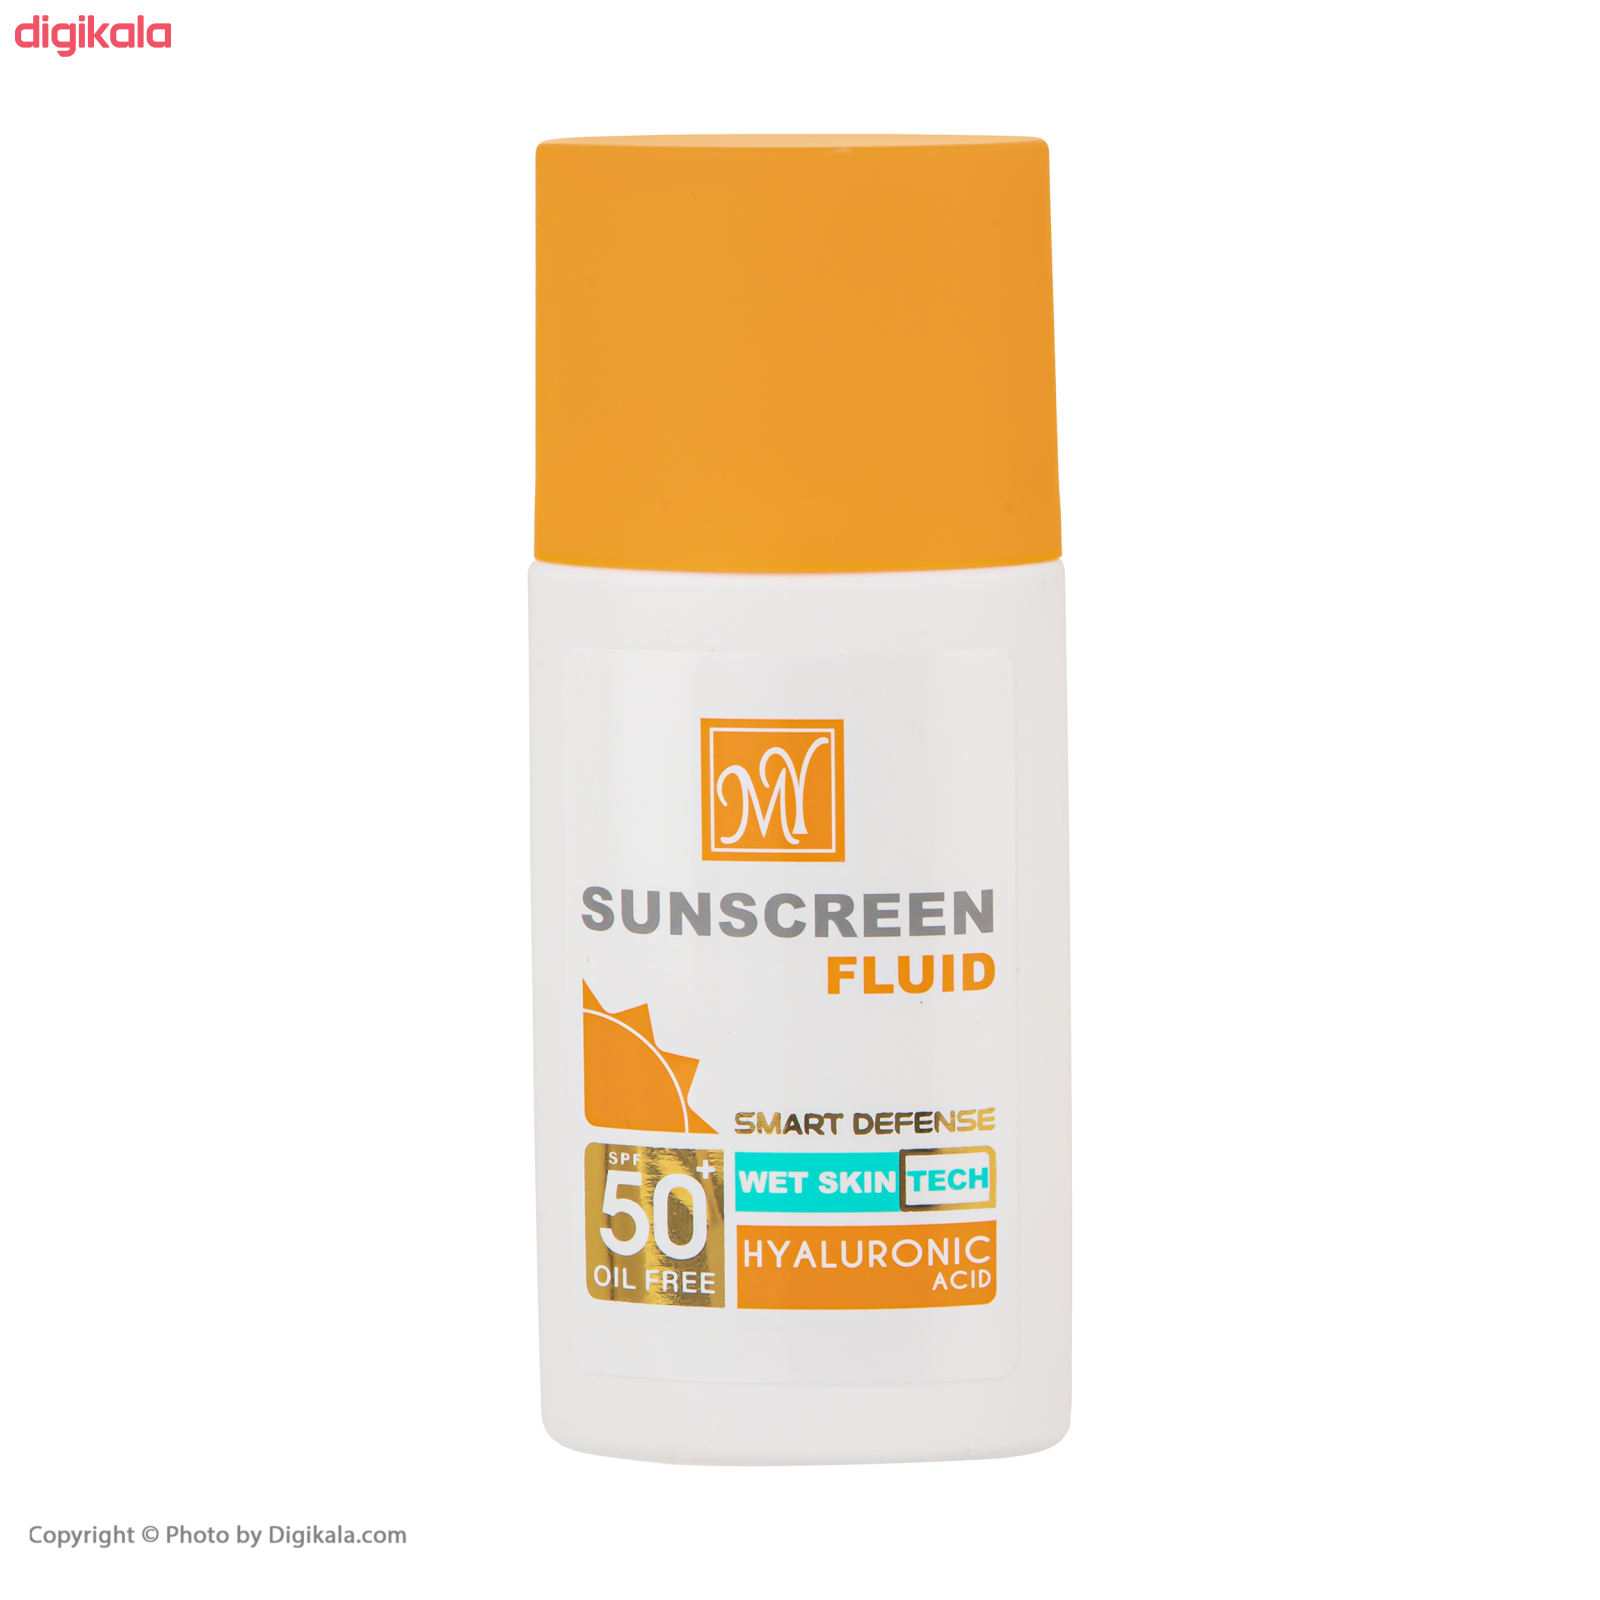 digikala
MY
SUNSCREEN
FLUID
SMART DEFENSE
SPF
50+
OIL FREE
WET SKIN TECH
HYALURONIC
ACID
Copyright © Photo by Digikala.com